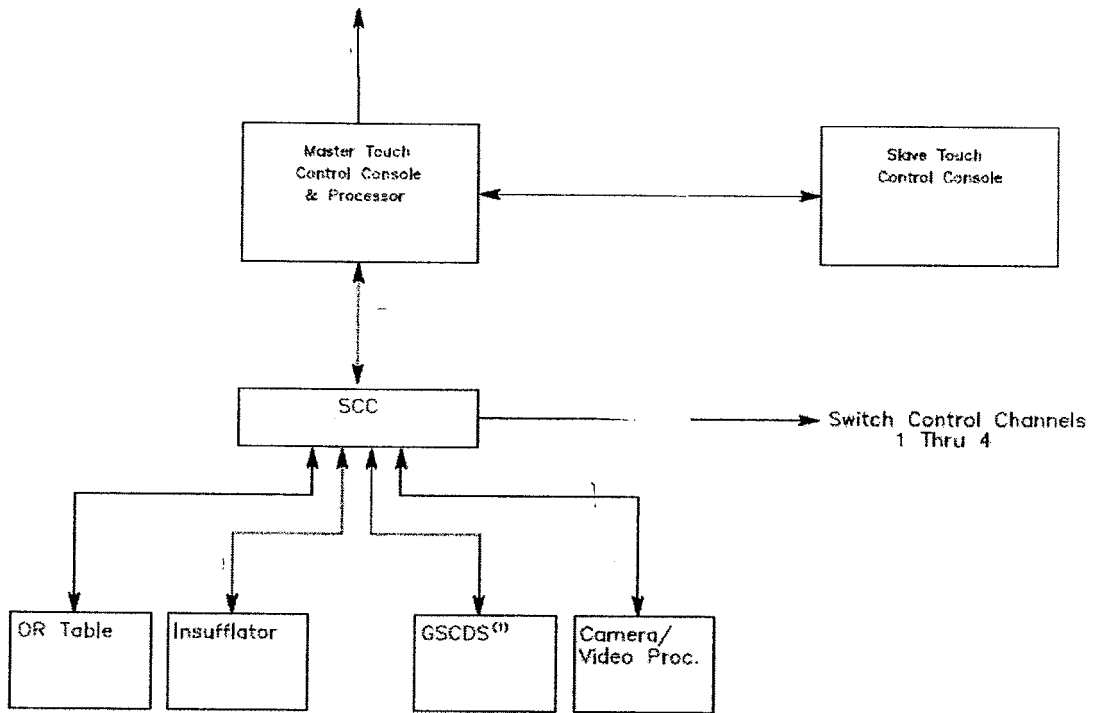 Master Touch
Control Console
& Processor
Slave Touch
Control Console
SCC
Switch Control Channels
1 Thru 4
OR Table
Insufflator
GSCDS(1)
Camera/
Video Proc.